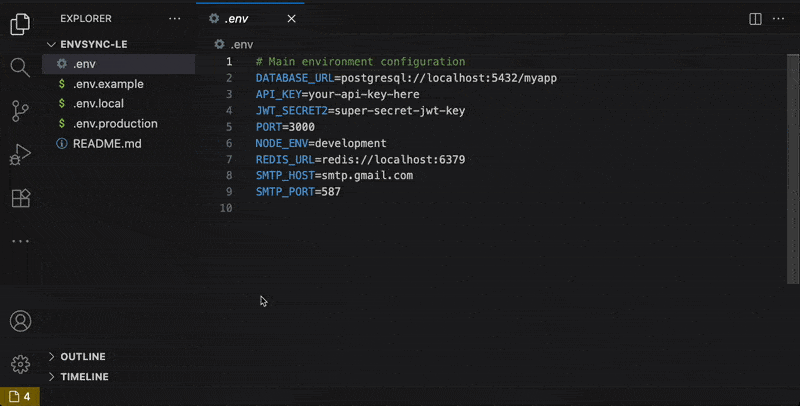 EXPLORER
ENVSYNC-LE
.env
.env.example
.env.local
.env.production
README.md
OUTLINE
TIMELINE
4
.env
.env
1 # Main environment configuration
2 DATABASE_URL=postgresql://localhost:5432/myapp
3 API_KEY=your-api-key-here
4 JWT_SECRET2=super-secret-jwt-key
5 PORT=3000
6 NODE_ENV=development
7 REDIS_URL=redis://localhost:6379
8 SMTP_HOST=smtp.gmail.com
9 SMTP_PORT=587
10